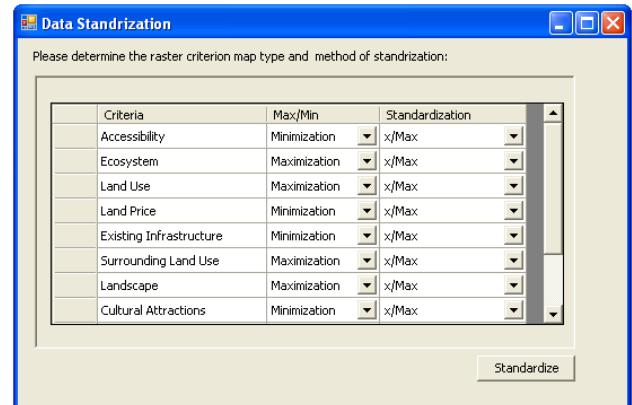 Data Standrization
Please determine the raster criterion map type and method of standrization:
Criteria Max/Min Standardization
Accessibility Minimization x/Max
Ecosystem Maximization x/Max
Land Use Maximization x/Max
Land Price Minimization x/Max
Existing Infrastructure Minimization x/Max
Surrounding Land Use Maximization x/Max
Landscape Maximization x/Max
Cultural Attractions Minimization x/Max
Standardize